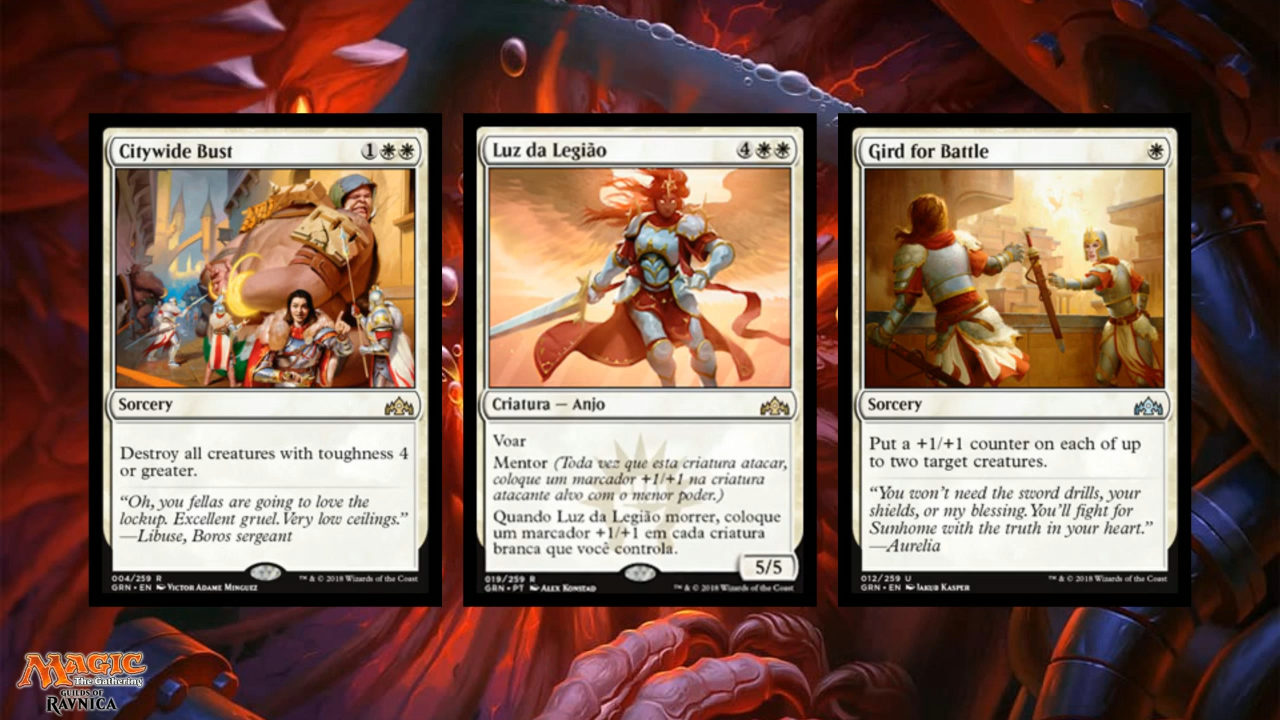 Citywide Bust 1
Sorcery
Destroy all creatures with toughness 4
or greater.
“Oh, you fellas are going to love the
lockup. Excellent gruel. Very low ceilings.”
—Libuse, Boros sergeant
004/259 R
GRN • EN Victor Adame Minguez
™ & © 2018 Wizards of the Coast
Luz da Legião 4
Criatura — Anjo
Voar
Mentor (Toda vez que esta criatura atacar,
coloque um marcador +1/+1 na criatura
atacante alvo com o menor poder.)
Quando Luz da Legião morrer, coloque
um marcador +1/+1 em cada criatura
branca que você controla.
5/5
019/259 R
GRN • PT Alex Konstad
™ & © 2018 Wizards of the Coast
Gird for Battle
Sorcery
Put a +1/+1 counter on each of up
to two target creatures.
“You won’t need the sword drills, your
shields, or my blessing. You’ll fight for
Sunhome with the truth in your heart.”
—Aurelia
012/259 U
GRN • EN Jakub Kasper
™ & © 2018 Wizards of the Coast
Magic
The Gathering
Guilds of
Ravnica